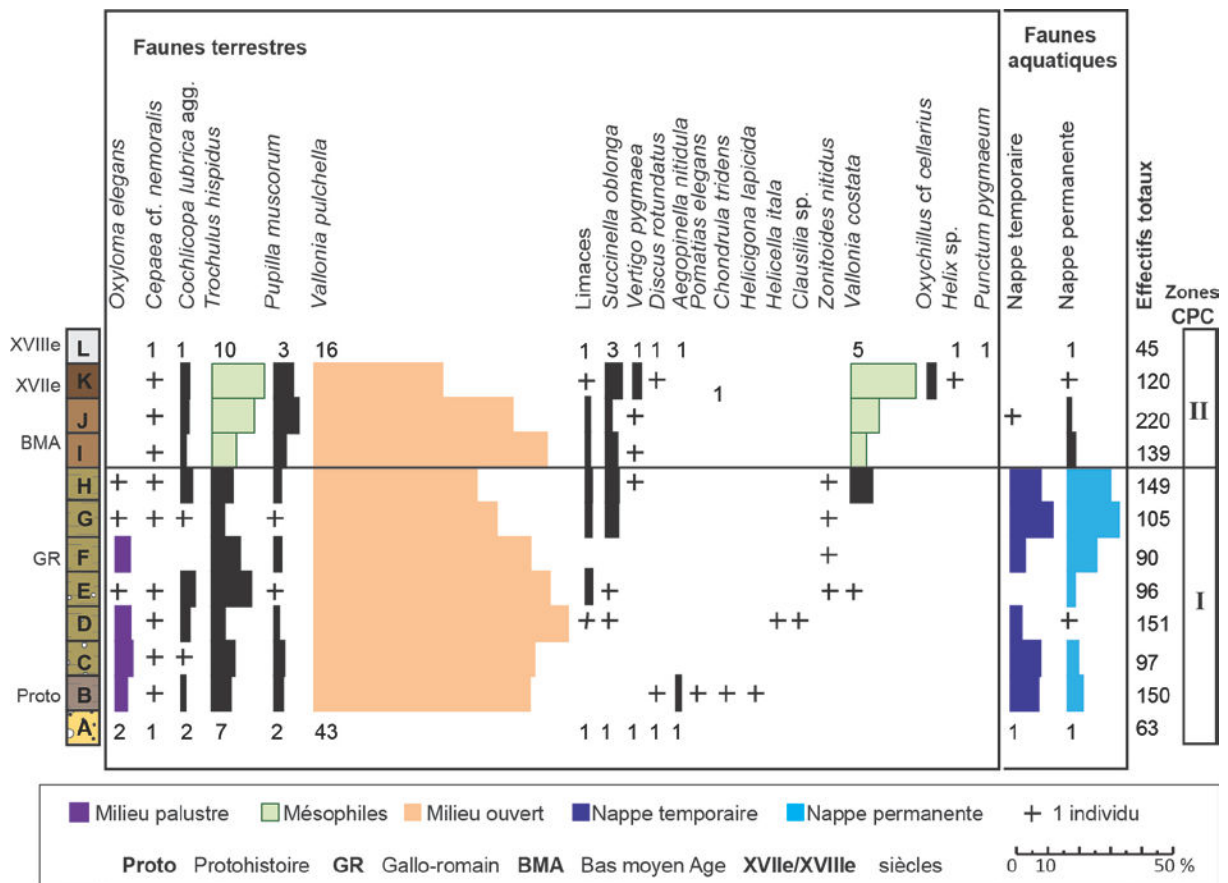 Faunes terrestres
Faunes
aquatiques
Oxyloma elegans
Cepaea cf. nemoralis
Cochlicopa lubrica agg.
Trochulus hispidus
Pupilla muscorum
Vallonia pulchella
Limaces
Succinella oblonga
Vertigo pygmaea
Discus rotundatus
Aegopinella nitidula
Pomatias elegans
Chondrula tridens
Helicigona lapicida
Helicella itala
Clausilia sp.
Zonitoides nitidus
Vallonia costata
Oxychillus cf cellarius
Helix sp.
Punctum pygmaeum
Nappe temporaire
Nappe permanente
Effectifs totaux
Zones
CPC
XVIIIe L 1 1 10 3 16 1 3 1 1 1 5 1 1 1 45
XVIIe K + + + 1 + + 120
J + + + 220
BMA I + + 139
II
H + + + + 149
G + + + + + 105
GR F + 90
E + + + + + + 96
D + + + + + + 151
I
C + + 97
Proto B + + + + + 150
A 2 1 2 7 2 43 1 1 1 1 1 1 1 63
Milieu palustre Mésophiles Milieu ouvert Nappe temporaire Nappe permanente + 1 individu
Proto Protohistoire GR Gallo-romain BMA Bas moyen Age XVIIe/XVIIIe siècles 0 10 50 %